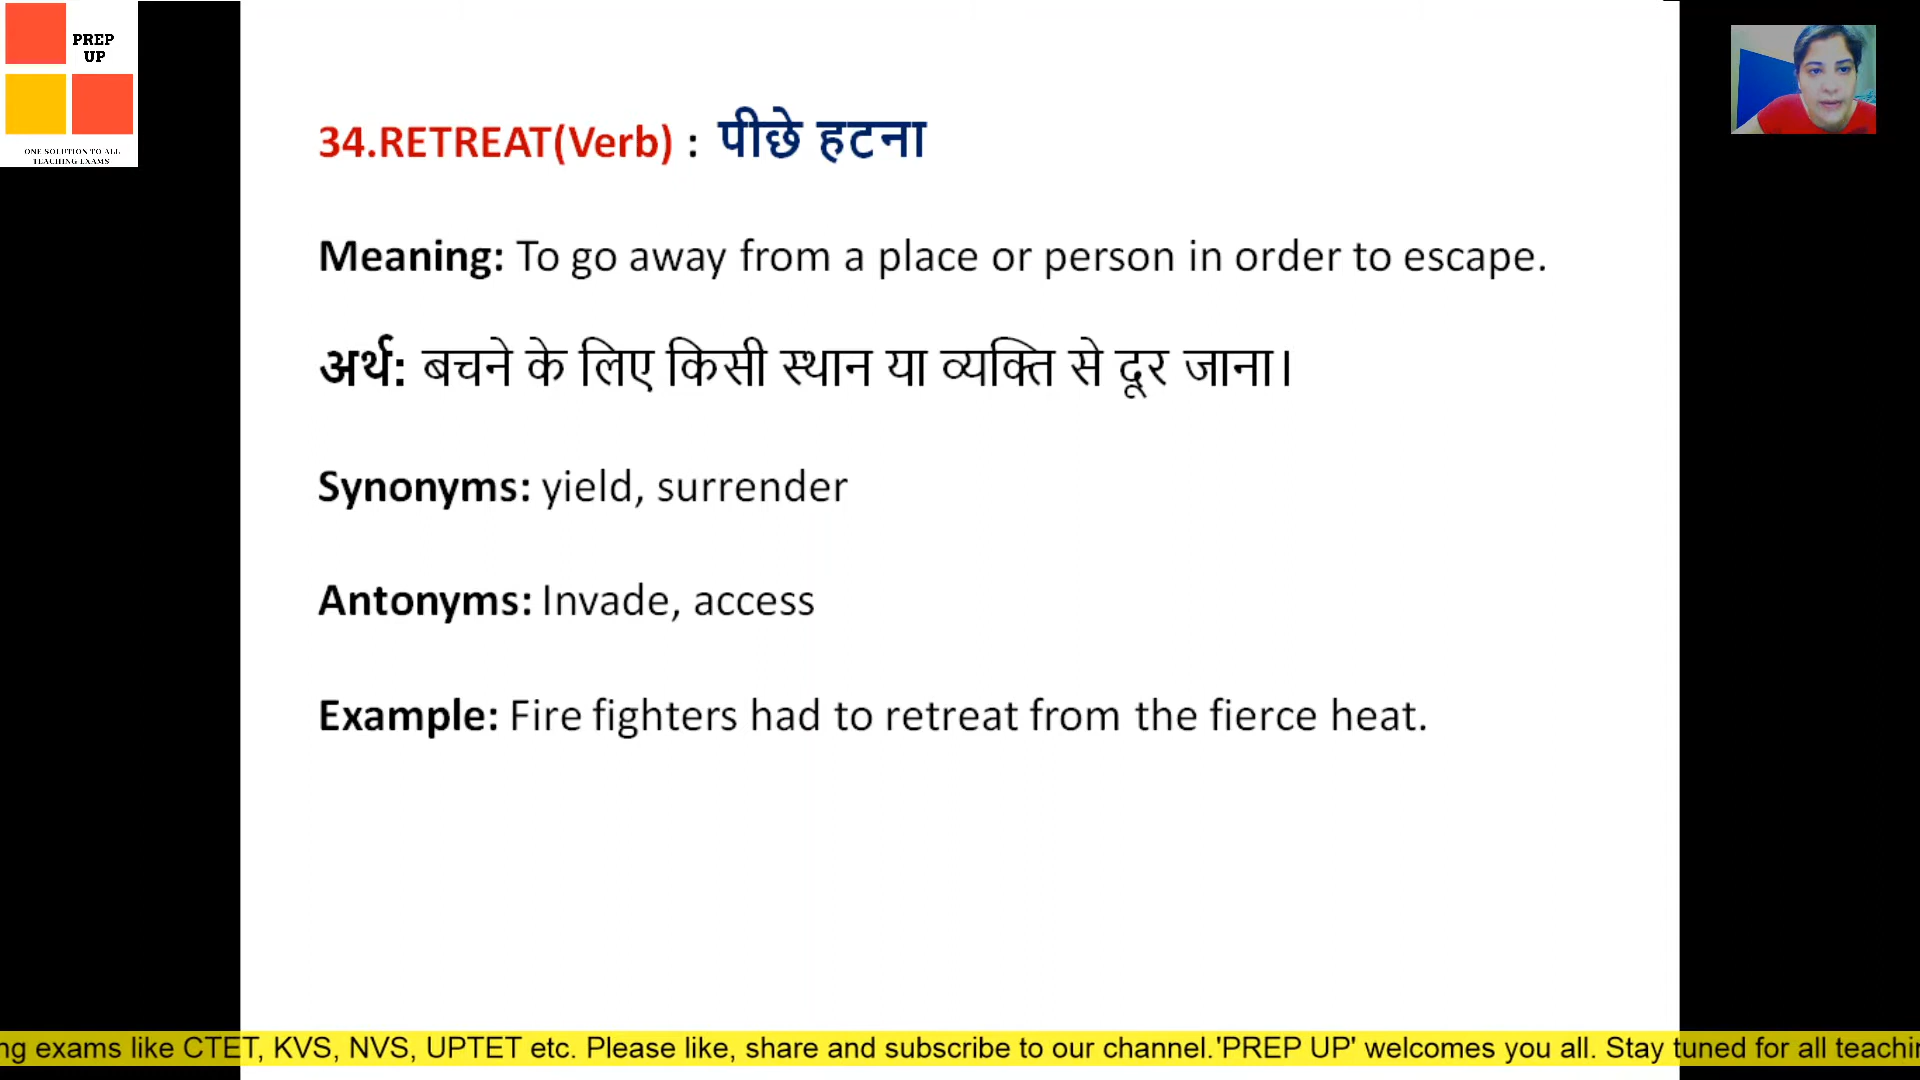 PREP
UP
ONE SOLUTION TO ALL
TEACHING EXAMS
34.RETREAT(Verb) : पीछे हटना
Meaning: To go away from a place or person in order to escape.
अर्थ: बचने के लिए किसी स्थान या व्यक्ति से दूर जाना।
Synonyms: yield, surrender
Antonyms: Invade, access
Example: Fire fighters had to retreat from the fierce heat.
ng exams like CTET, KVS, NVS, UPTET etc. Please like, share and subscribe to our channel.'PREP UP' welcomes you all. Stay tuned for all teachin